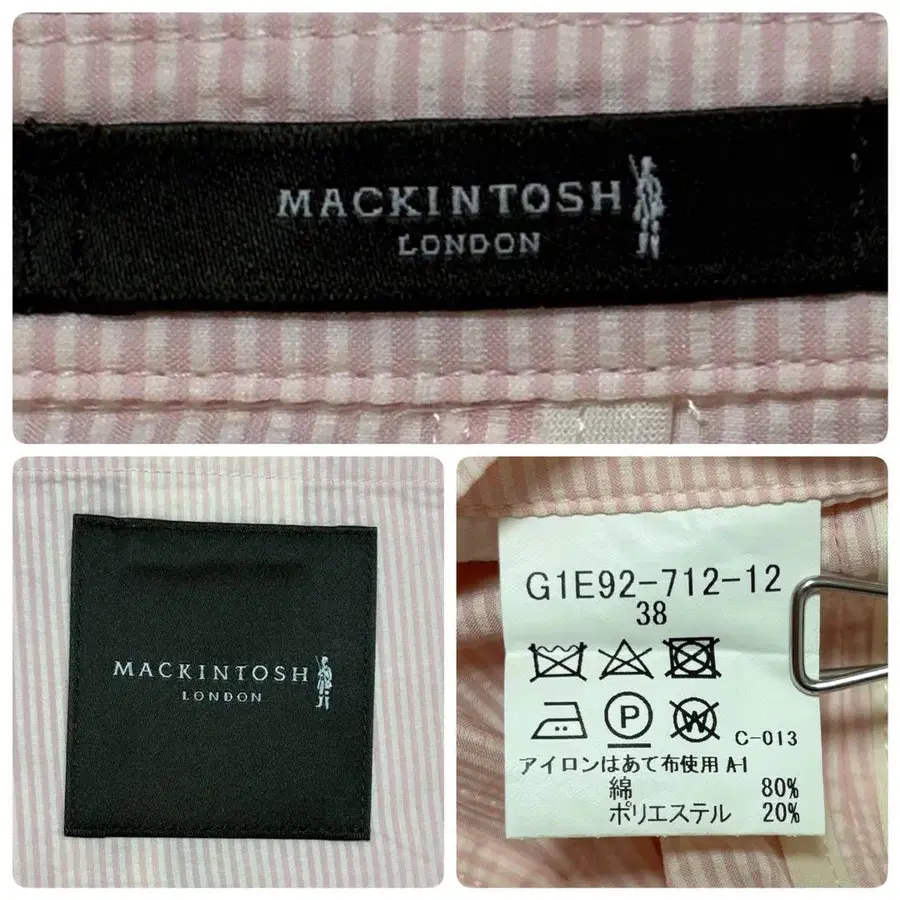 MACKINTOSH
LONDON
MACKINTOSH
LONDON
G1E92-712-12
38
P
W
C-013
アイロンはあて布使用 A-I
綿 80%
ポリエステル 20%